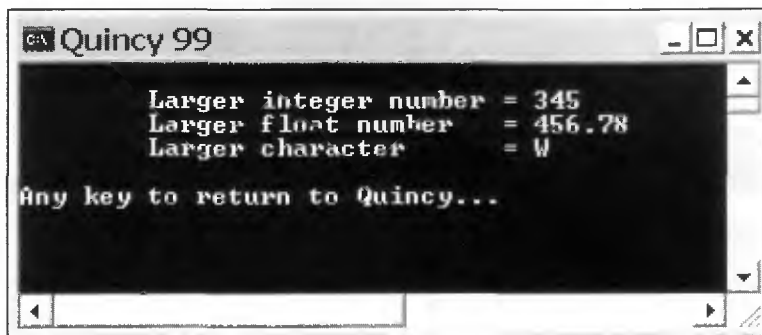 Quincy 99
Larger integer number = 345
Larger float number = 456.78
Larger character = W
Any key to return to Quincy...